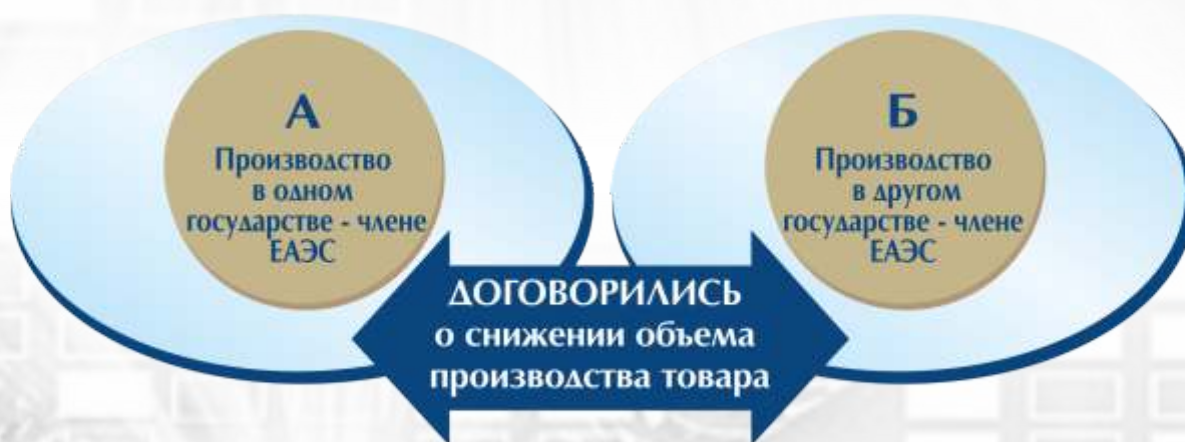 А
Производство
в одном
государстве - члене
ЕАЭС
Б
Производство
в другом
государстве - члене
ЕАЭС
ДОГОВОРИЛИСЬ
о снижении объема
производства товара